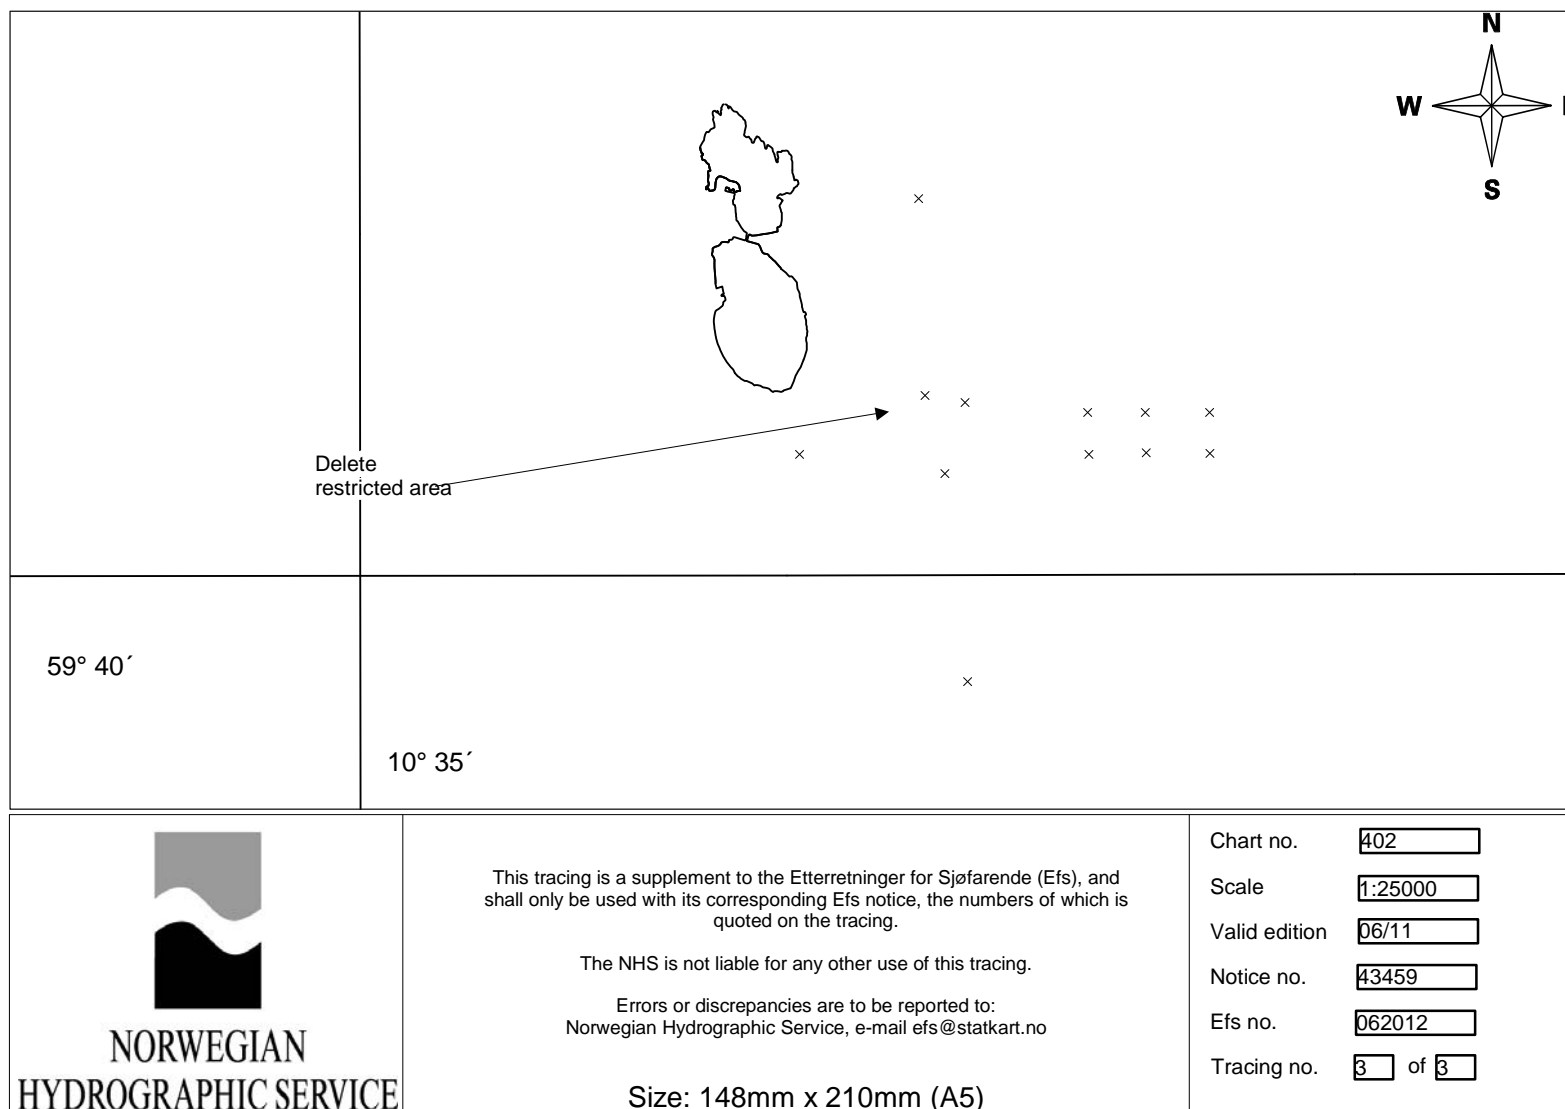 N
W
S
Delete
restricted area
59° 40´
10° 35´
NORWEGIAN
HYDROGRAPHIC SERVICE
This tracing is a supplement to the Etterretninger for Sjøfarende (Efs), and
shall only be used with its corresponding Efs notice, the numbers of which is
quoted on the tracing.
The NHS is not liable for any other use of this tracing.
Errors or discrepancies are to be reported to:
Norwegian Hydrographic Service, e-mail efs@statkart.no
Size: 148mm x 210mm (A5)
Chart no. 402
Scale 1:25000
Valid edition 06/11
Notice no. 43459
Efs no. 062012
Tracing no. 3 of 3